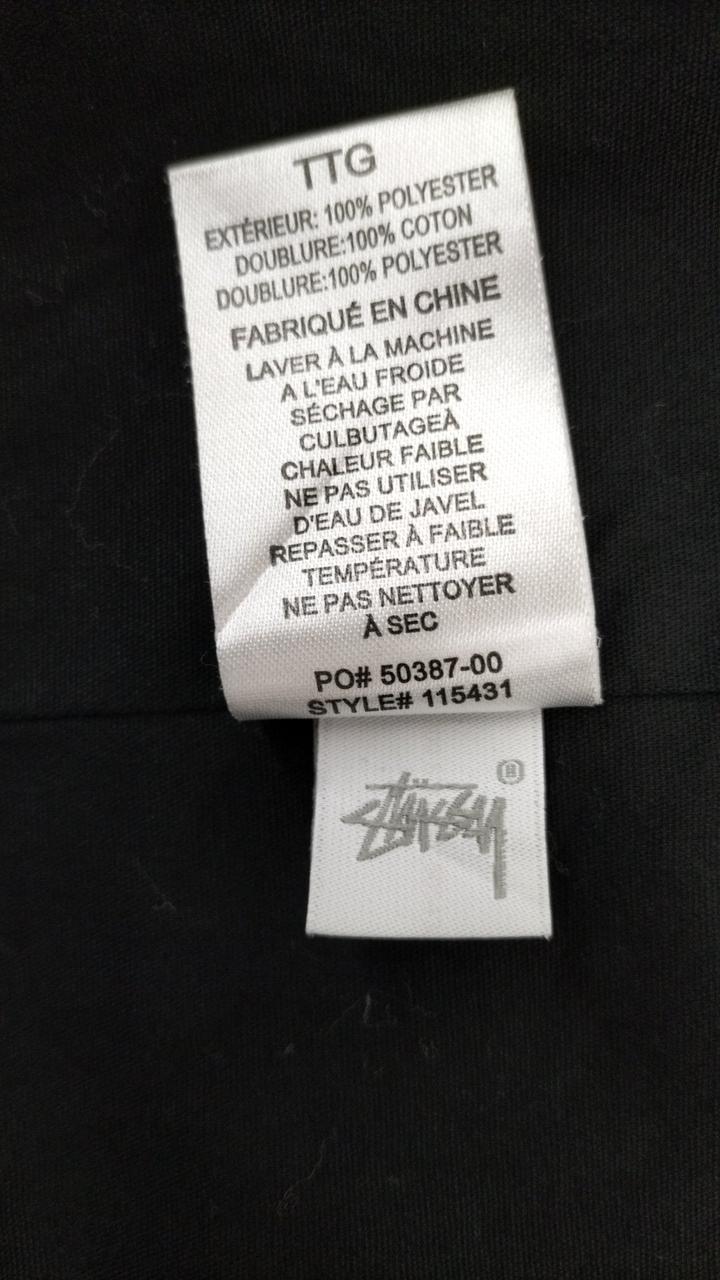 TTG
EXTÉRIEUR: 100% POLYESTER
DOUBLURE:100% COTON
DOUBLURE:100% POLYESTER
FABRIQUÉ EN CHINE
LAVER À LA MACHINE
A L'EAU FROIDE
SÉCHAGE PAR
CULBUTAGEÀ
CHALEUR FAIBLE
NE PAS UTILISER
D'EAU DE JAVEL
REPASSER À FAIBLE
TEMPÉRATURE
NE PAS NETTOYER
À SEC
PO# 50387-00
STYLE# 115431
STÜSSY ®